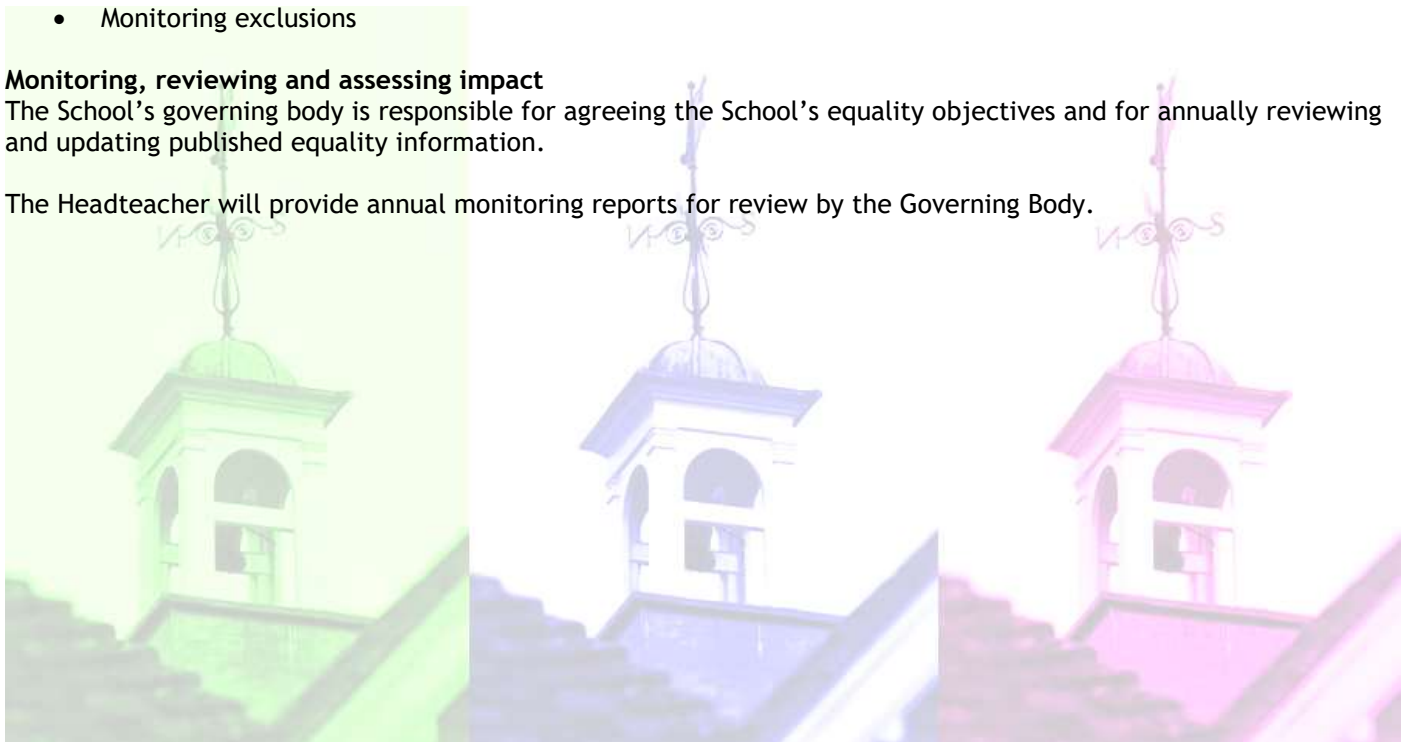 • Monitoring exclusions
Monitoring, reviewing and assessing impact
The School’s governing body is responsible for agreeing the School’s equality objectives and for annually reviewing
and updating published equality information.
The Headteacher will provide annual monitoring reports for review by the Governing Body.
N S N S N S